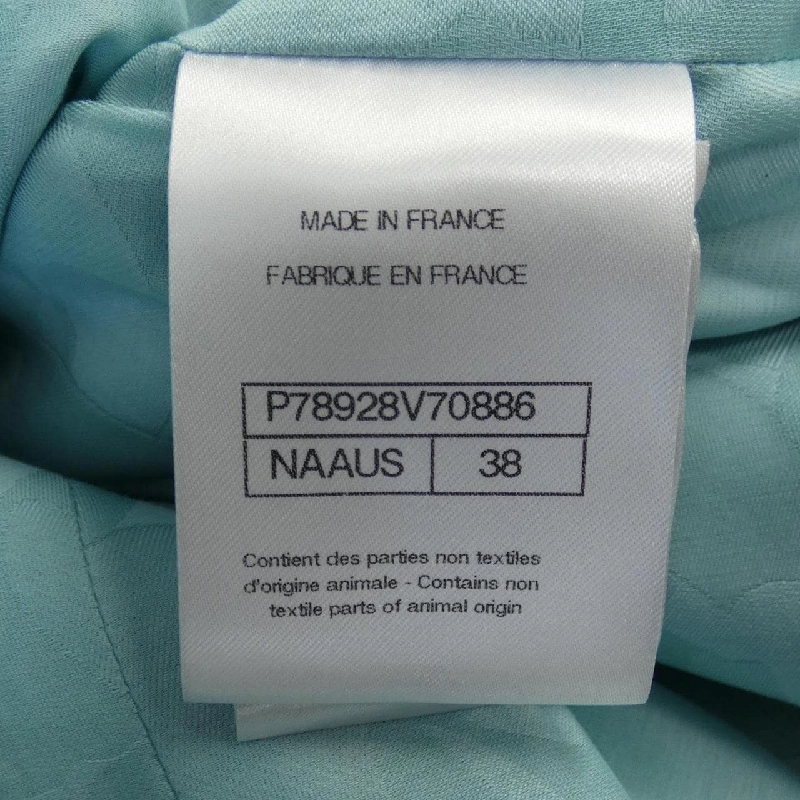 MADE IN FRANCE
FABRIQUE EN FRANCE
P78928V70886
NAAUS 38
Contient des parties non textiles
d'origine animale - Contains non
textile parts of animal origin